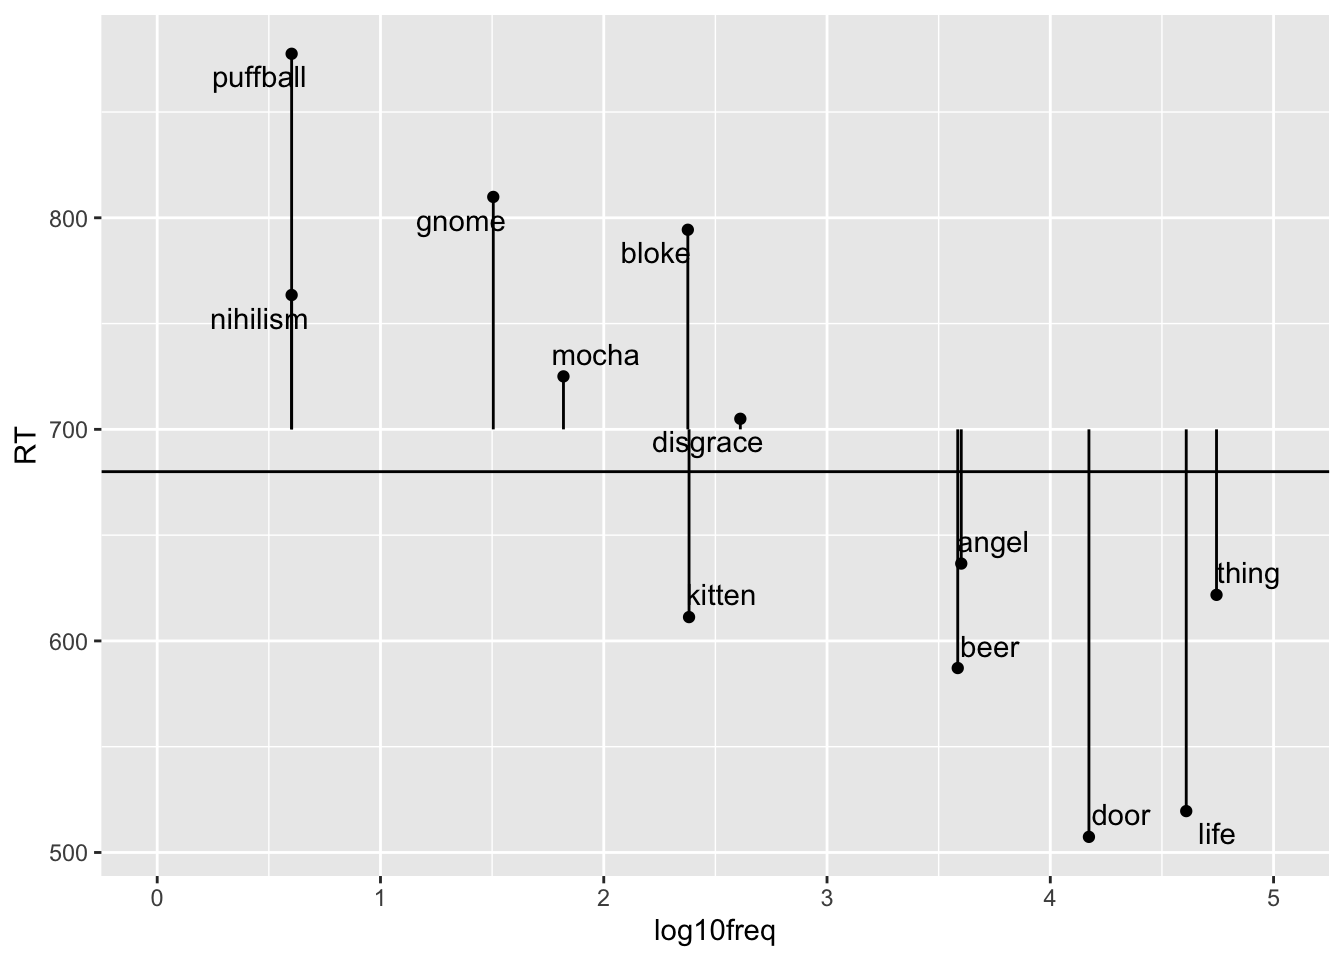 puffball
800
gnome
bloke
nihilism
mocha
700
disgrace
RT
angel
thing
kitten
600
beer
door
life
500
0 1 2 3 4 5
log10freq